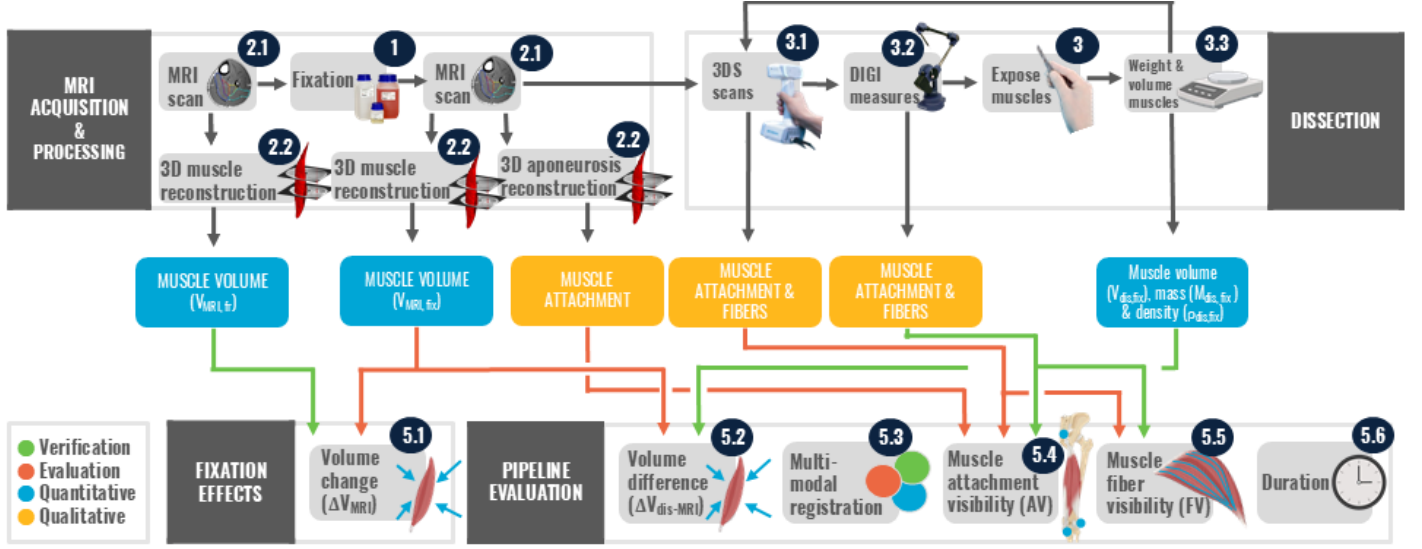 MRI
ACQUISITION
&
PROCESSING
2.1
MRI
scan
1
Fixation
2.1
MRI
scan
2.2
3D muscle
reconstruction
2.2
3D muscle
reconstruction
2.2
3D aponeurosis
reconstruction
3.1
3DS
scans
3.2
DIGI
measures
3
Expose
muscles
3.3
Weight &
volume
muscles
DISSECTION
MUSCLE VOLUME
(VMRI, fr)
MUSCLE VOLUME
(VMRI, fix)
MUSCLE
ATTACHMENT
MUSCLE
ATTACHMENT &
FIBERS
MUSCLE
ATTACHMENT &
FIBERS
Muscle volume
(Vdis,fix), mass (Mdis, fix )
& density (ρdis,fix)
Verification
Evaluation
Quantitative
Qualitative
FIXATION
EFFECTS
5.1
Volume
change
(ΔVMRI)
PIPELINE
EVALUATION
5.2
Volume
difference
(ΔVdis-MRI)
5.3
Multi-
modal
registration
5.4
Muscle
attachment
visibility (AV)
5.5
Muscle
fiber
visibility (FV)
5.6
Duration